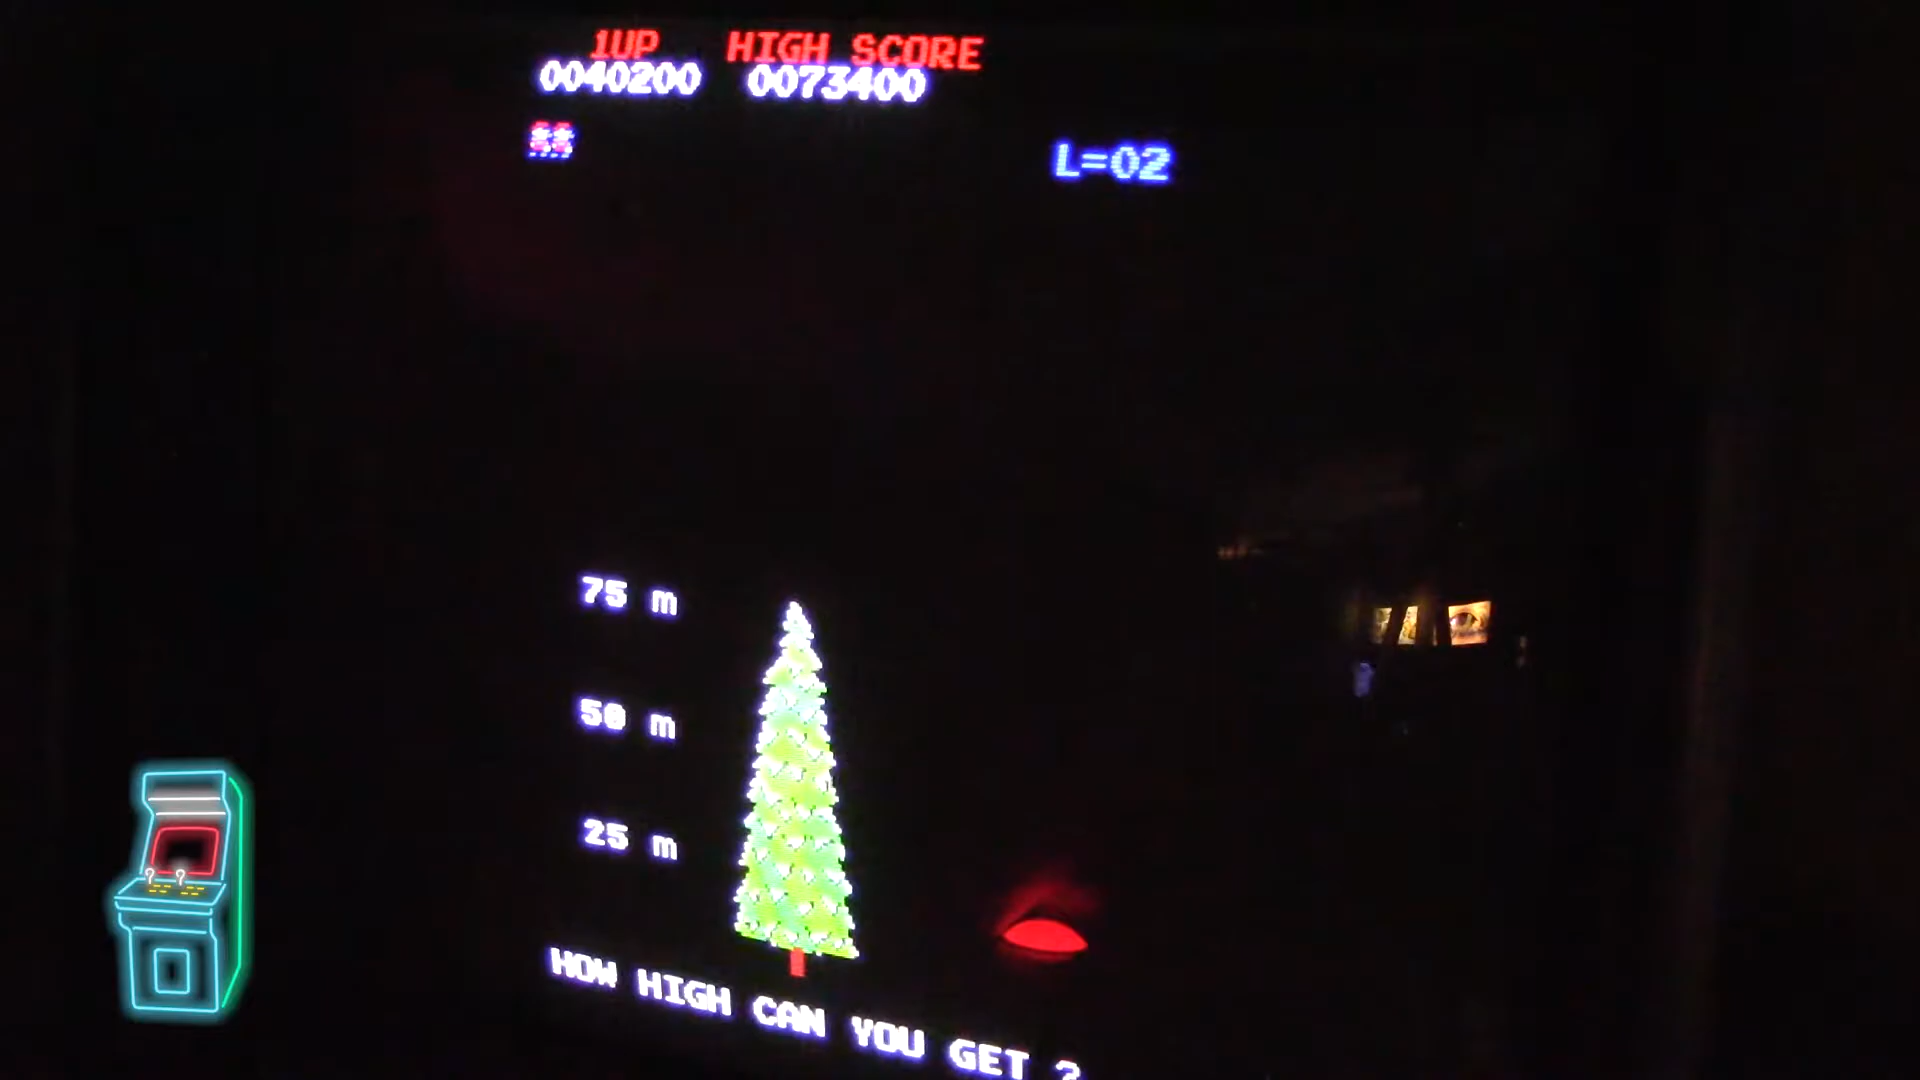 1UP HIGH SCORE
0040200 0073400
L=02
75 m
50 m
25 m
HOW HIGH CAN YOU GET ?